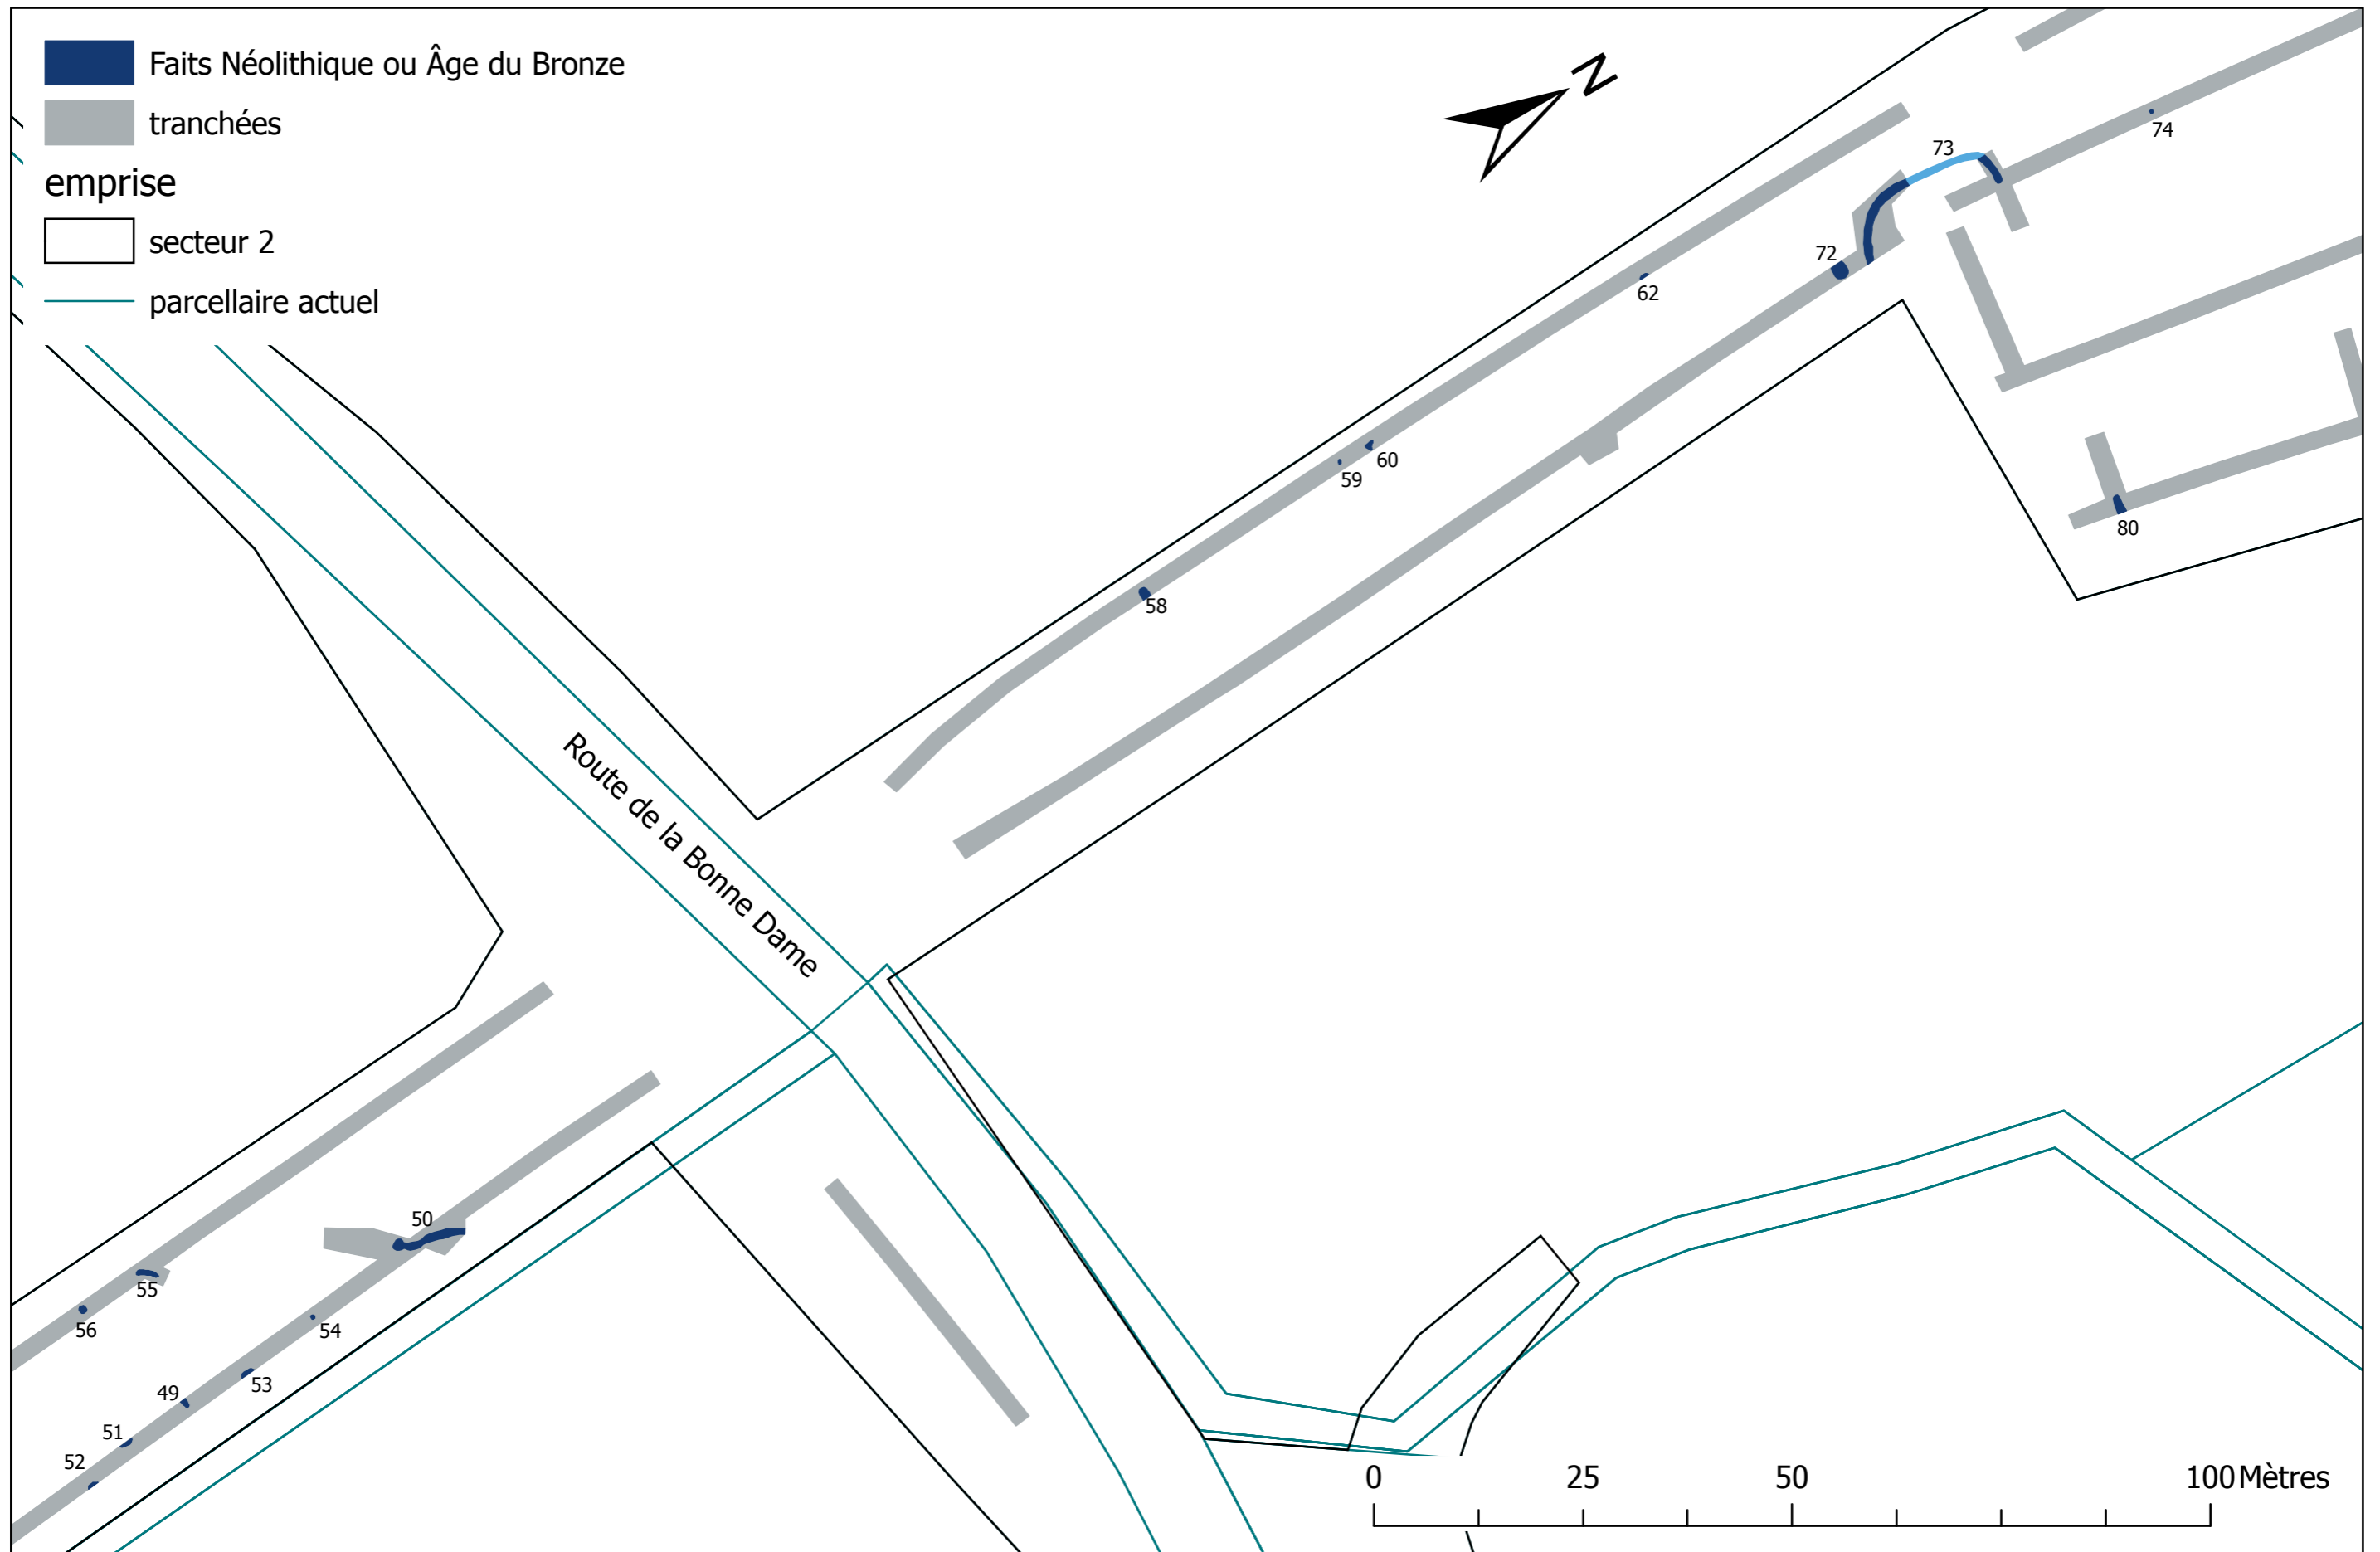 Faits Néolithique ou Âge du Bronze
tranchées
emprise
secteur 2
parcellaire actuel
N
74
73
72
62
60
59
80
58
Route de la Bonne Dame
50
55
56
54
53
49
51
52
0 25 50 100 Mètres